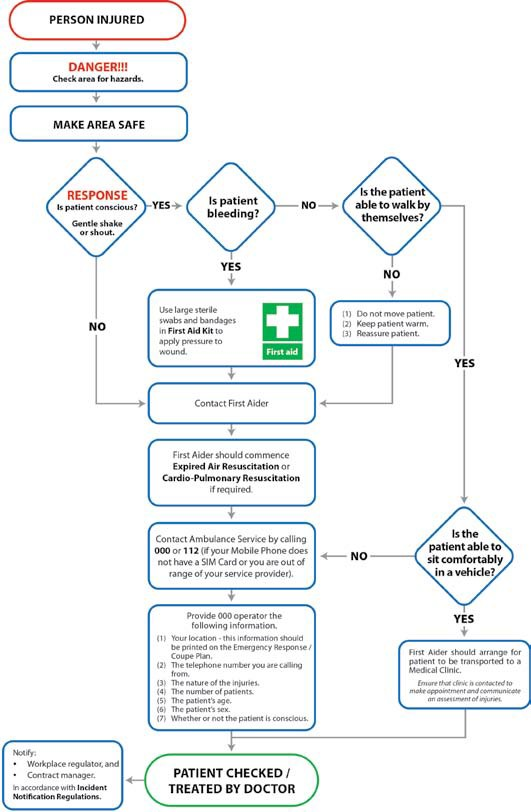 PERSON INJURED
DANGER!!!
Check area for hazards.
MAKE AREA SAFE
RESPONSE
Is patient conscious?
Gentle shake
or shout.
YES
Is patient
bleeding?
NO
Is the patient
able to walk by
themselves?
YES
NO
NO
YES
Use large sterile
swabs and bandages
in First Aid Kit to
apply pressure to
wound.
First aid
(1) Do not move patient.
(2) Keep patient warm.
(3) Reassure patient.
Contact First Aider
First Aider should commence
Expired Air Resuscitation or
Cardio-Pulmonary Resuscitation
if required.
Contact Ambulance Service by calling
000 or 112 (if your Mobile Phone does
not have a SIM Card or you are out of
range of your service provider).
NO
Is the
patient able to
sit comfortably
in a vehicle?
YES
Provide 000 operator the
following information.
(1) Your location - this information should
be printed on the Emergency Response /
Coupe Plan.
(2) The telephone number you are calling
from.
(3) The nature of the injuries.
(4) The number of patients.
(5) The patient's age.
(6) The patient's sex.
(7) Whether or not the patient is conscious.
First Aider should arrange for
patient to be transported to a
Medical Clinic.
Ensure that clinic is contacted to
make appointment and communicate
an assessment of injuries.
Notify:
• Workplace regulator, and
• Contract manager.
In accordance with Incident
Notification Regulations.
PATIENT CHECKED /
TREATED BY DOCTOR